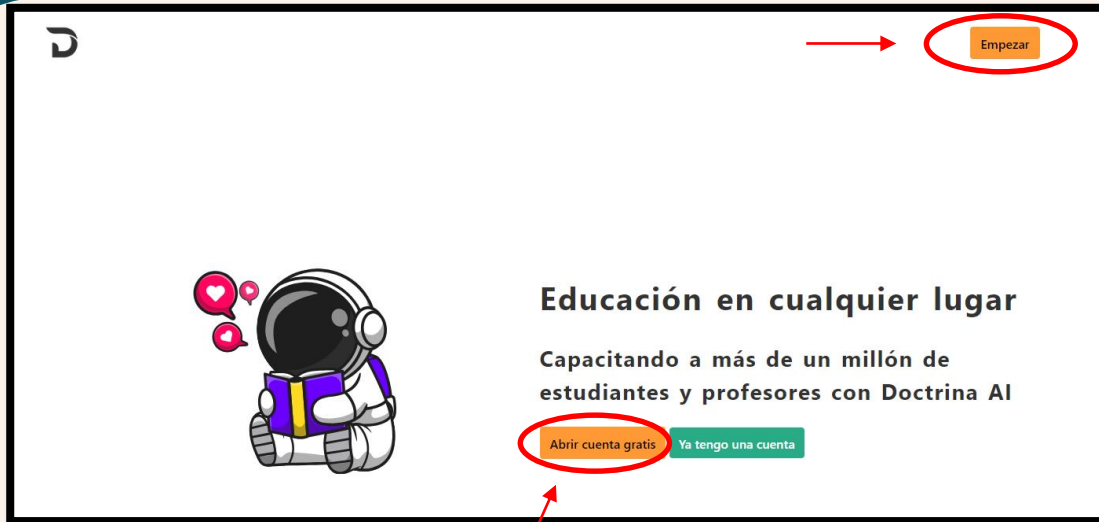 Empezar
Educación en cualquier lugar
Capacitando a más de un millón de
estudiantes y profesores con Doctrina AI
Abrir cuenta gratis
Ya tengo una cuenta